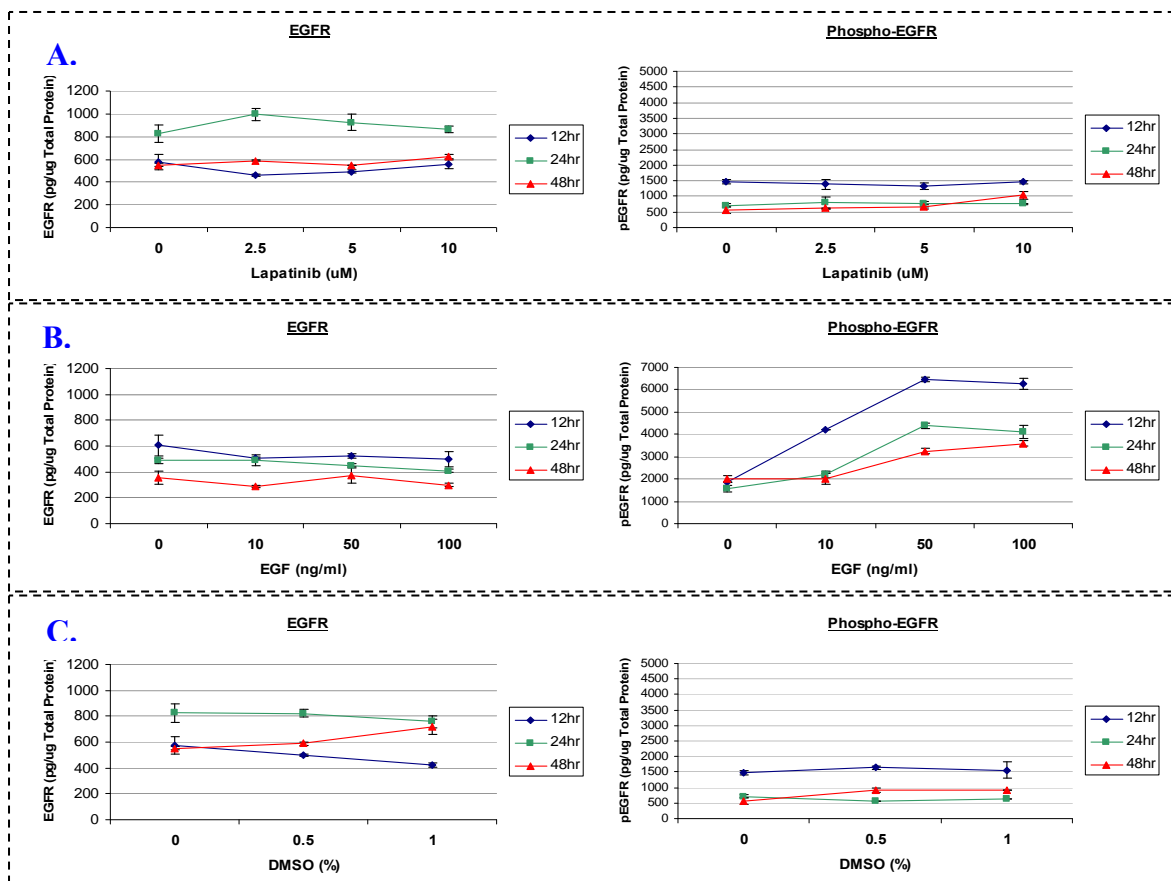 A.
EGFR
EGFR (pg/ug Total Protein)
1200
1000
800
600
400
200
0
0 2.5 5 10
Lapatinib (uM)
12hr
24hr
48hr
Phospho-EGFR
pEGFR (pg/ug Total Protein)
5000
4500
4000
3500
3000
2500
2000
1500
1000
500
0
0 2.5 5 10
Lapatinib (uM)
12hr
24hr
48hr
B.
EGFR
EGFR (pg/ug Total Protein)
1200
1000
800
600
400
200
0
0 10 50 100
EGF (ng/ml)
12hr
24hr
48hr
Phospho-EGFR
pEGFR (pg/ug Total Protein)
7000
6000
5000
4000
3000
2000
1000
0
0 10 50 100
EGF (ng/ml)
12hr
24hr
48hr
C.
EGFR
EGFR (pg/ug Total Protein)
1200
1000
800
600
400
200
0
0 0.5 1
DMSO (%)
12hr
24hr
48hr
Phospho-EGFR
pEGFR (pg/ug Total Protein)
5000
4500
4000
3500
3000
2500
2000
1500
1000
500
0
0 0.5 1
DMSO (%)
12hr
24hr
48hr